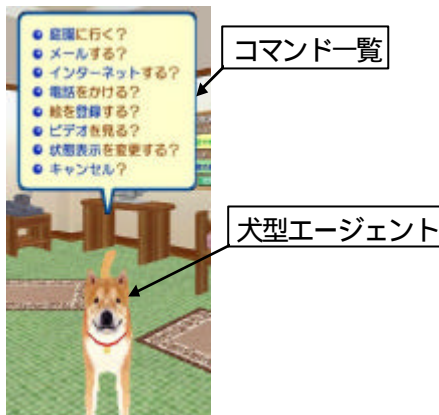 庭園に行く?
メールする?
インターネットする?
電話をかける?
絵を登録する?
ビデオを見る?
状態表示を変更する?
キャンセル?
コマンド一覧
犬型エージェント